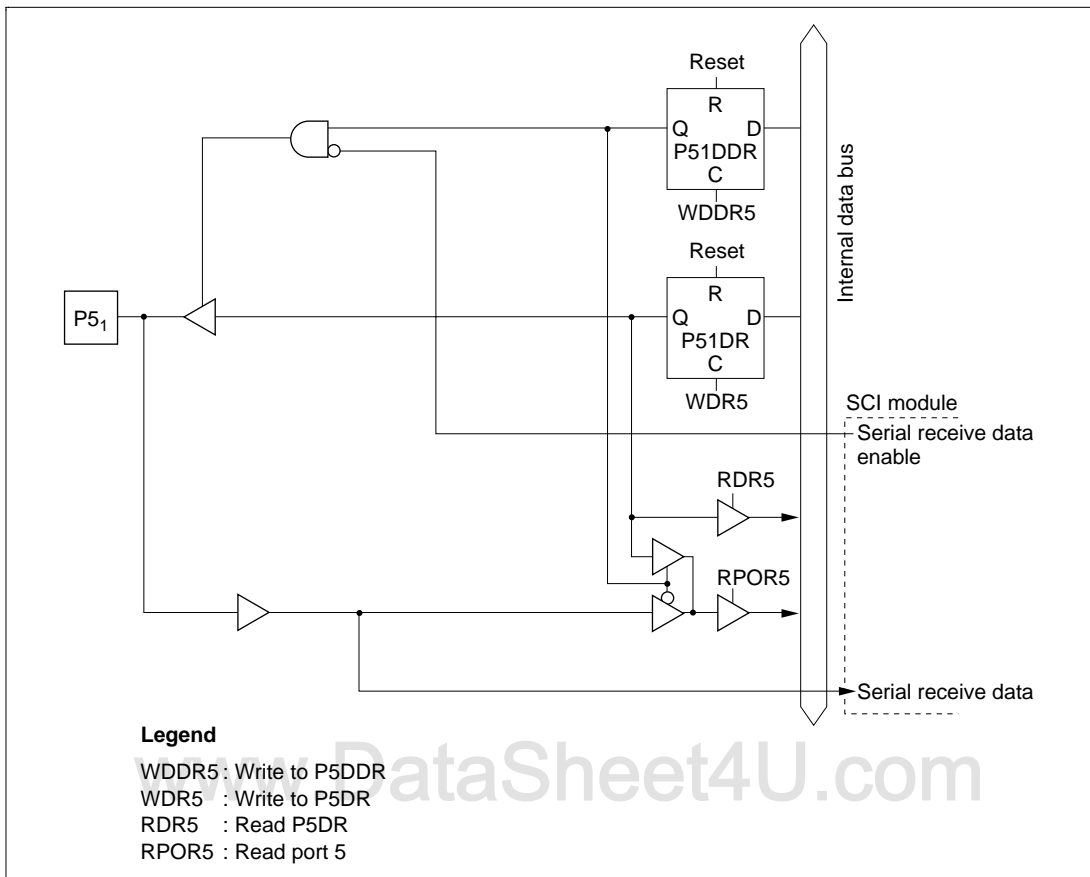 Reset
R
Q D
P51DDR
C
WDDR5
Reset
R
Q D
P51DR
C
WDR5
Internal data bus
P5₁
SCI module
Serial receive data
enable
RDR5
RPOR5
Serial receive data
Legend
WDDR5 : Write to P5DDR
WDR5 : Write to P5DR
RDR5 : Read P5DR
RPOR5 : Read port 5
www.DataSheet4U.com